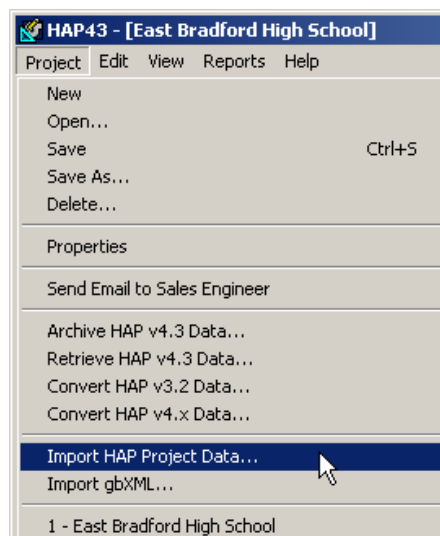 HAP43 - [East Bradford High School]
Project Edit View Reports Help
New
Open...
Save Ctrl+S
Save As...
Delete...
Properties
Send Email to Sales Engineer
Archive HAP v4.3 Data...
Retrieve HAP v4.3 Data...
Convert HAP v3.2 Data...
Convert HAP v4.x Data...
Import HAP Project Data...
Import gbXML...
1 - East Bradford High School